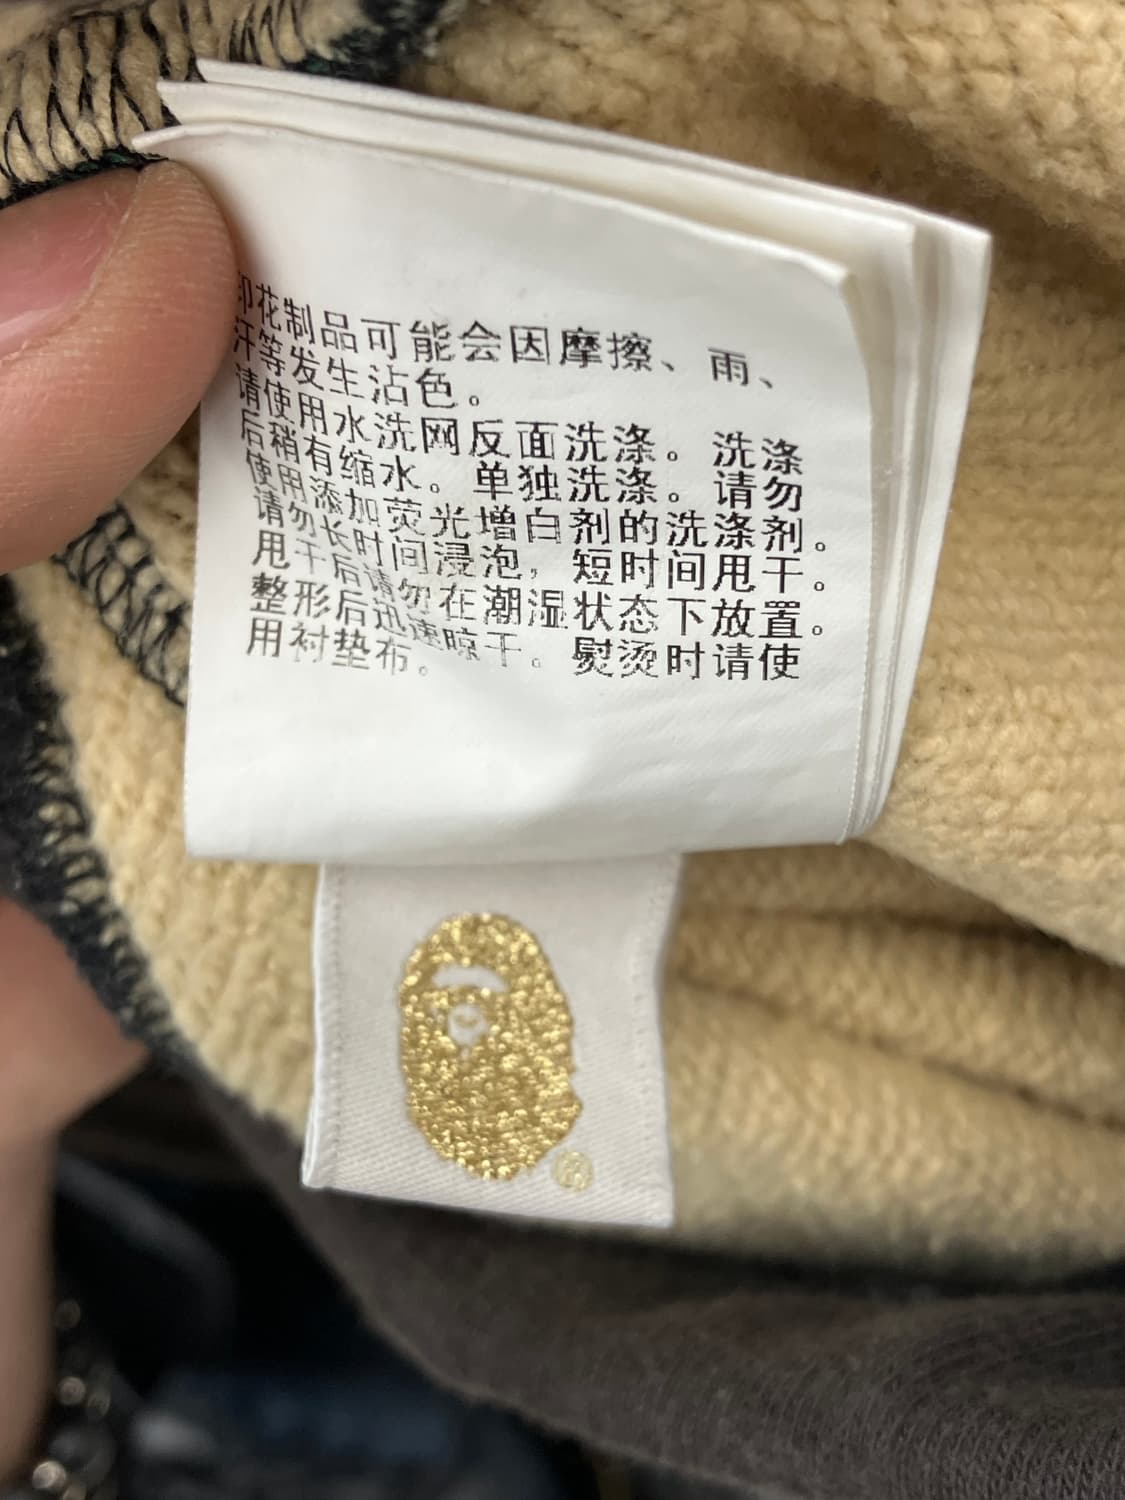 印花制品可能会因摩擦、雨、
汗等发生沾色。
请使用水洗网反面洗涤。洗涤
后稍有缩水。单独洗涤。请勿
使用添加荧光增白剂的洗涤剂。
请勿长时间浸泡，短时间甩干。
甩干后请勿在潮湿状态下放置。
整形后迅速晾干。熨烫时请使
用衬垫布。
®